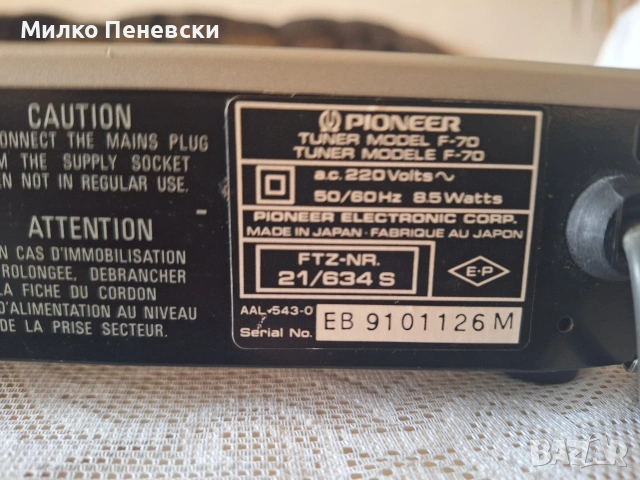 Милко Пеневски
CAUTION
CONNECT THE MAINS PLUG
M THE SUPPLY SOCKET
EN NOT IN REGULAR USE.
ATTENTION
N CAS D'IMMOBILISATION
PROLONGEE, DEBRANCHER
LA FICHE DU CORDON
D'ALIMENTATION AU NIVEAU
DE LA PRISE SECTEUR.
PIONEER
TUNER MODEL F-70
TUNER MODELE F-70
a.c. 220 Volts ~
50/60 Hz 8.5 Watts
PIONEER ELECTRONIC CORP.
MADE IN JAPAN · FABRIQUE AU JAPON
FTZ-NR.
21/634 S
E·P
AAL-543-0
Serial No. EB 9101126 M
BAZAR